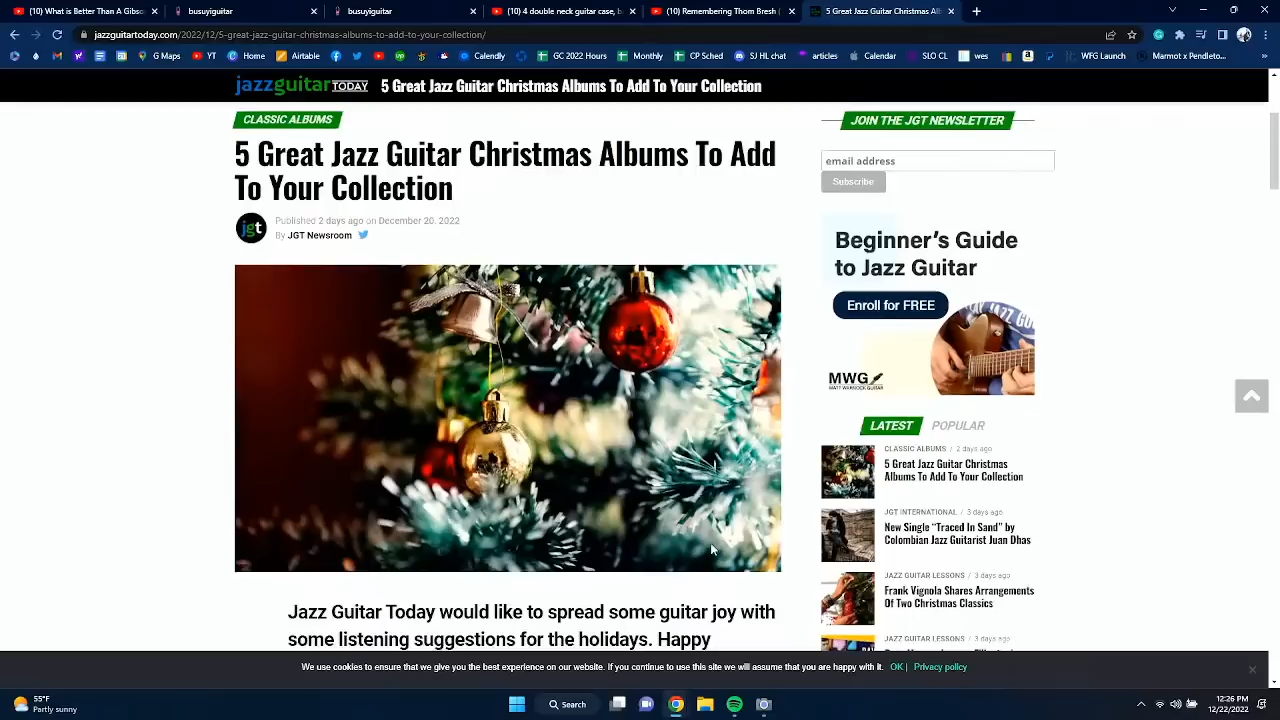 (10) What is Between Th
busyuiguitar
(10) 4 double neck guitar case, b
(10) Remembering Thom Bresh (
5 Great Jazz Guitar Christmas Alb
jazzguitartoday.com/2022/12/5-great-jazz-guitar-christmas-albums-to-add-to-your-collection/
G Maps
YT
Home
Airtable
Calendly
GC 2022 Hours
Monthly
CP Sched
SJ HL chat
articles
Calendar
SLO CL
WFG Launch
Marmot x Pendleto...
jazzguitar TODAY
5 Great Jazz Guitar Christmas Albums To Add To Your Collection
CLASSIC ALBUMS
5 Great Jazz Guitar Christmas Albums To Add
To Your Collection
jgt
Published 2 days ago on December 20, 2022
By JGT Newsroom
Jazz Guitar Today would like to spread some guitar joy with
some listening suggestions for the holidays. Happy
JOIN THE JGT NEWSLETTER
email address
Subscribe
Beginner's Guide
to Jazz Guitar
Enroll for FREE
MWG
MATT WARNOCK GUITAR
LATEST
POPULAR
CLASSIC ALBUMS / 2 days ago
5 Great Jazz Guitar Christmas
Albums To Add To Your Collection
JGT INTERNATIONAL / 3 days ago
New Single “Traced In Sand” by
Colombian Jazz Guitarist Juan Dhas
JAZZ GUITAR LESSONS / 3 days ago
Frank Vignola Shares Arrangements
Of Two Christmas Classics
JAZZ GUITAR LESSONS / 3 days ago
We use cookies to ensure that we give you the best experience on our website. If you continue to use this site we will assume that you are happy with it. OK | Privacy policy
55°F
Partly sunny
Search
12:26 PM
12/22/2022